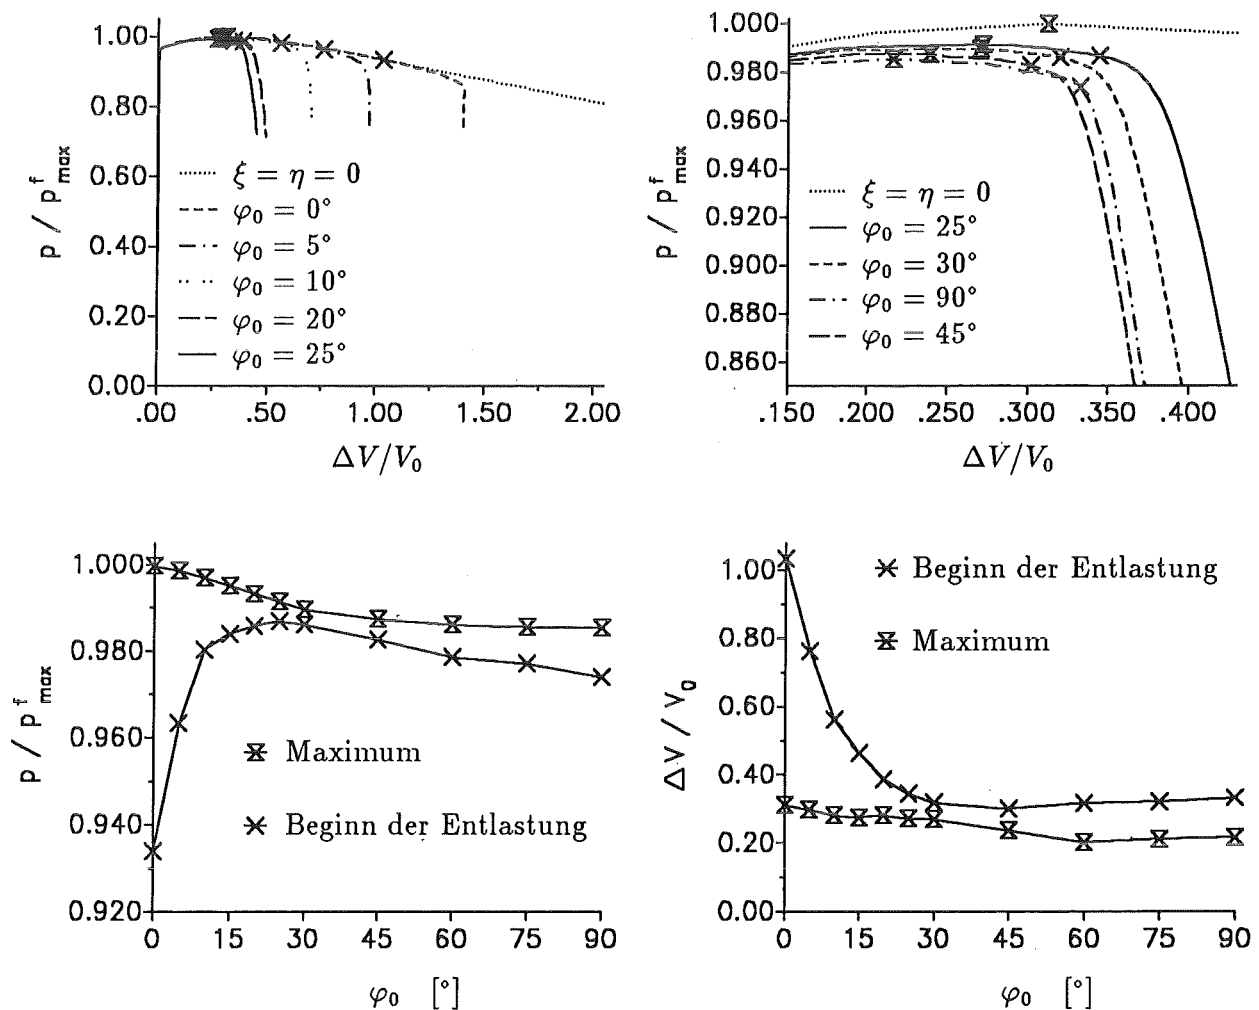 1.00
0.80
0.60
0.40
0.20
0.00
p / p^f_max
ξ = η = 0
φ₀ = 0°
φ₀ = 5°
φ₀ = 10°
φ₀ = 20°
φ₀ = 25°
.00 .50 1.00 1.50 2.00
ΔV/V₀
1.000
0.980
0.960
0.940
0.920
0.900
0.880
0.860
p / p^f_max
ξ = η = 0
φ₀ = 25°
φ₀ = 30°
φ₀ = 90°
φ₀ = 45°
.150 .200 .250 .300 .350 .400
ΔV/V₀
1.000
0.980
0.960
0.940
0.920
p / p^f_max
Maximum
Beginn der Entlastung
0 15 30 45 60 75 90
φ₀ [°]
1.00
0.80
0.60
0.40
0.20
0.00
ΔV / V₀
Beginn der Entlastung
Maximum
0 15 30 45 60 75 90
φ₀ [°]